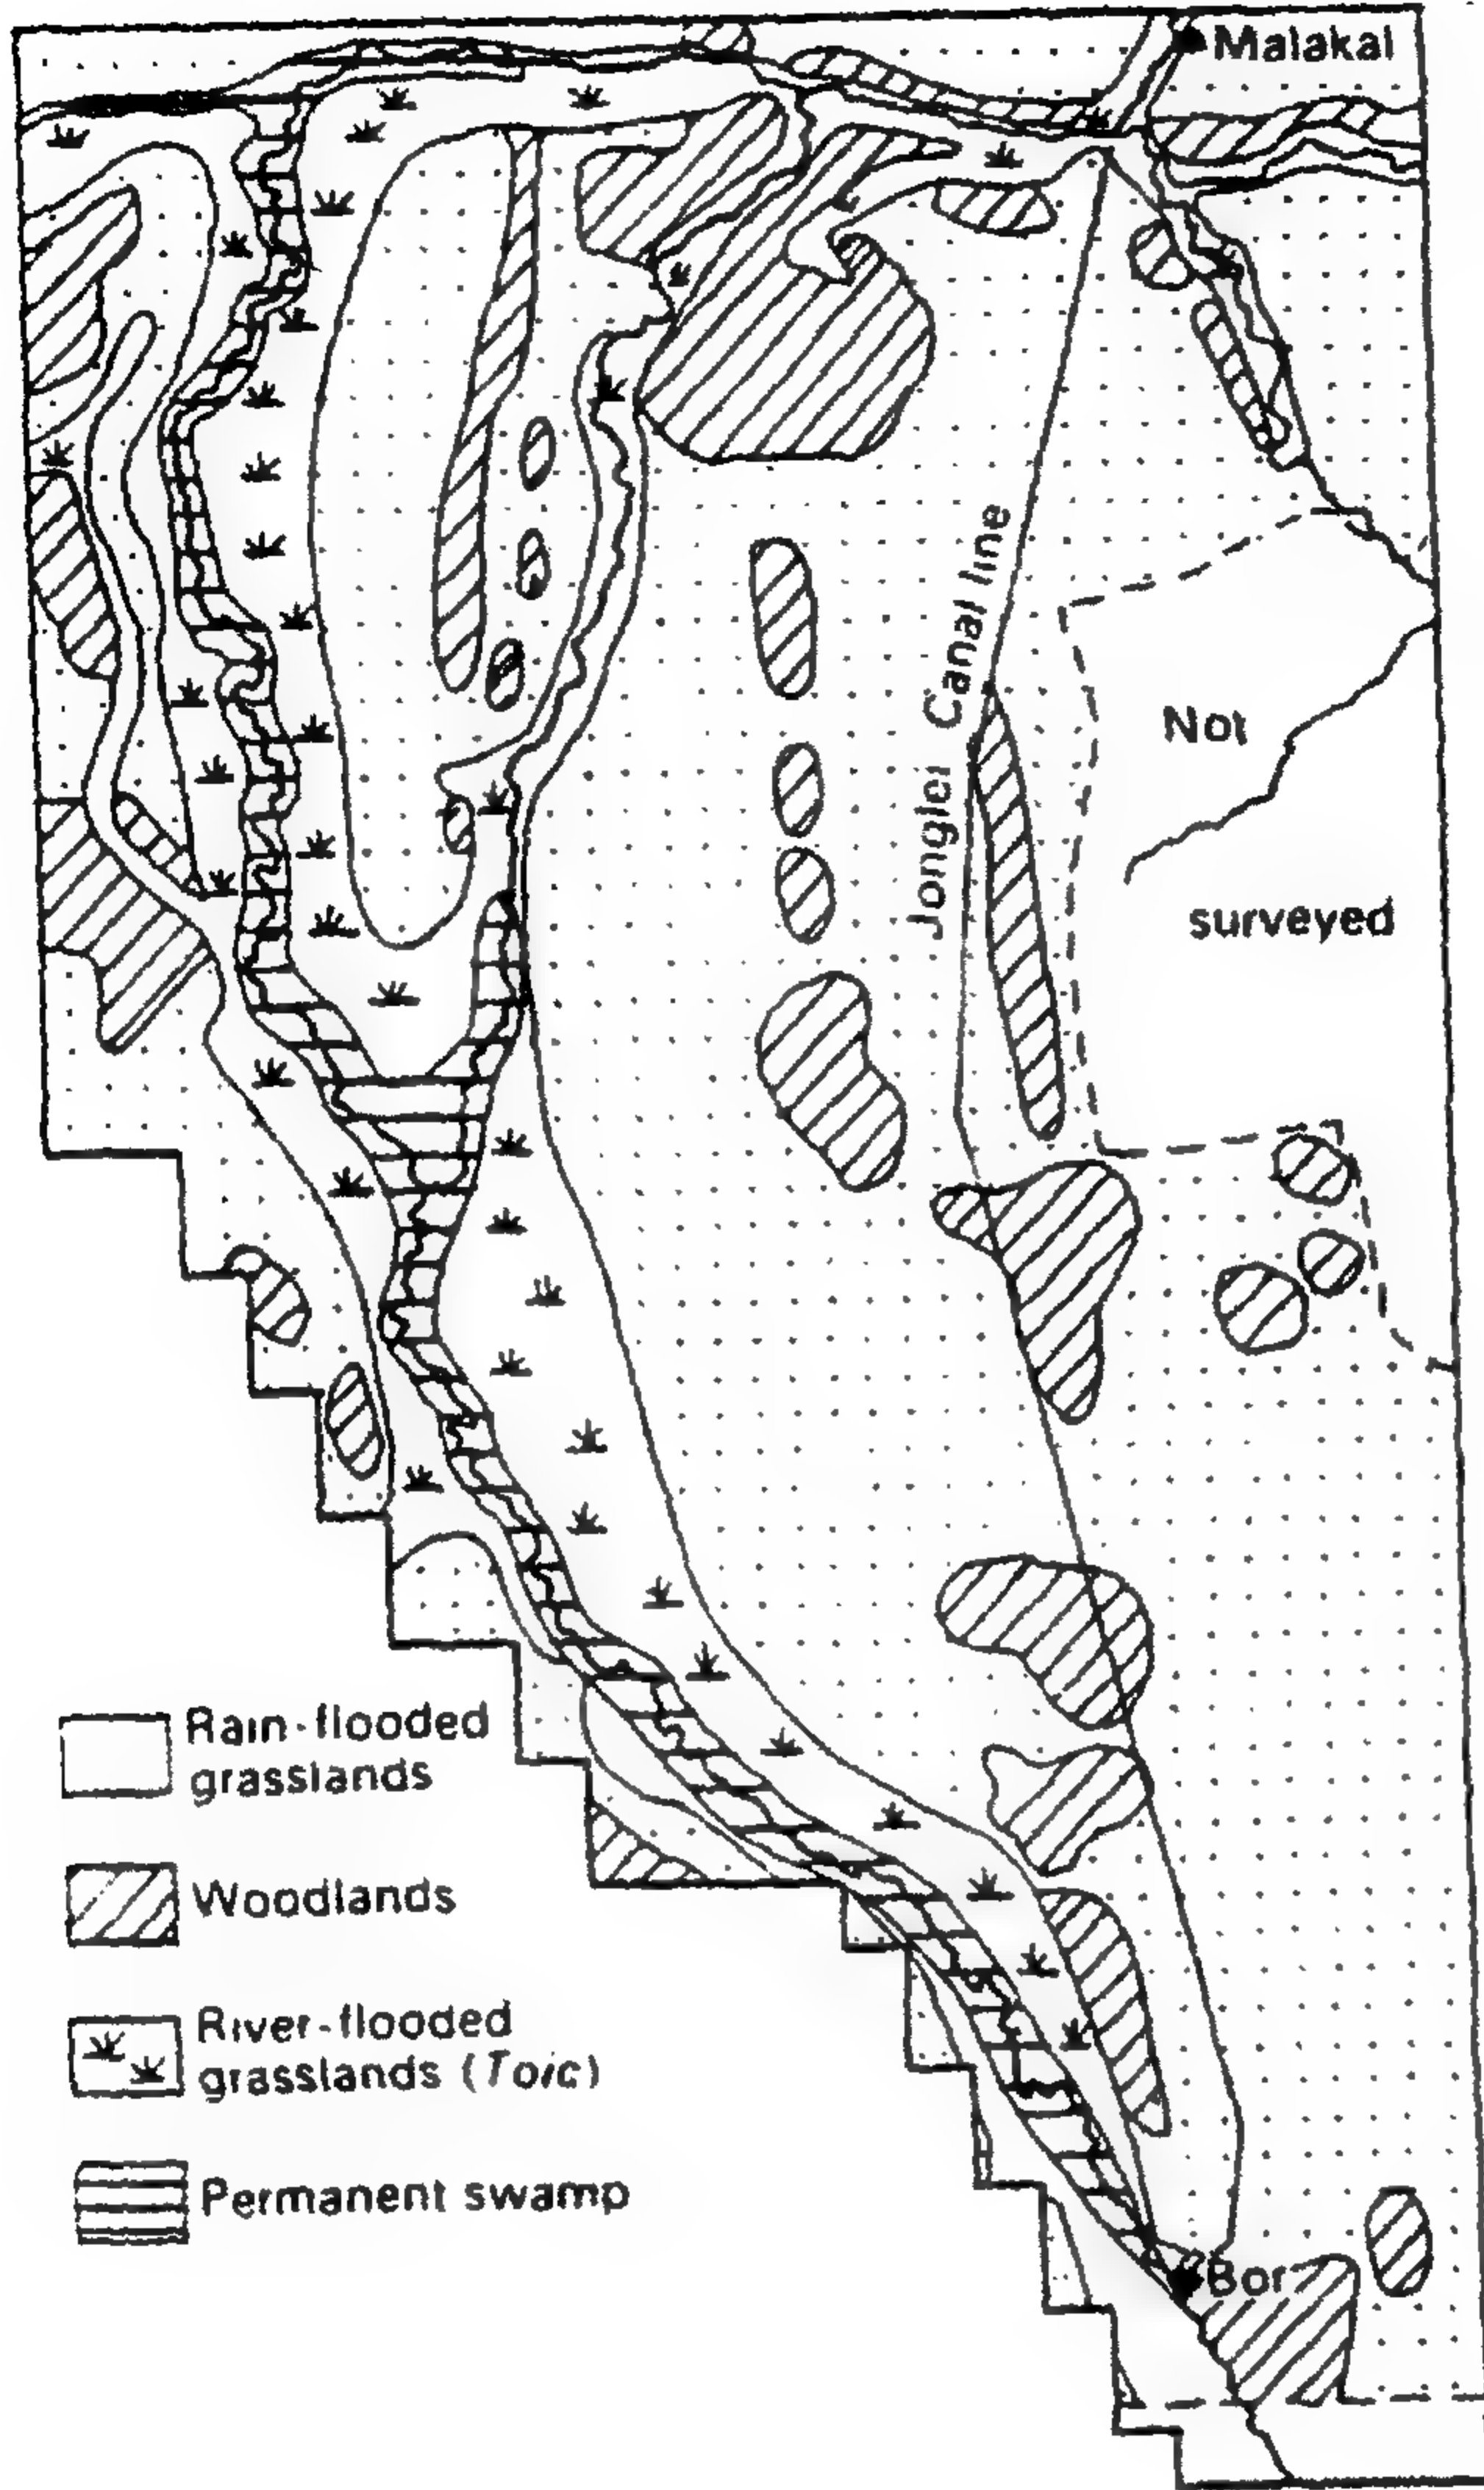 Malakal
Jonglei Canal line
Not
surveyed
Rain-flooded
grasslands
Woodlands
River-flooded
grasslands (Toic)
Permanent swamp
Bor